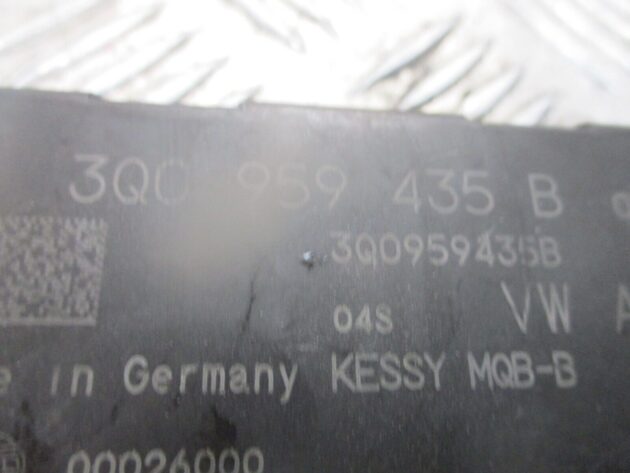 3Q0 959 435 B
3Q0959435B
04S VW A
in Germany KESSY MQB-B
00026000